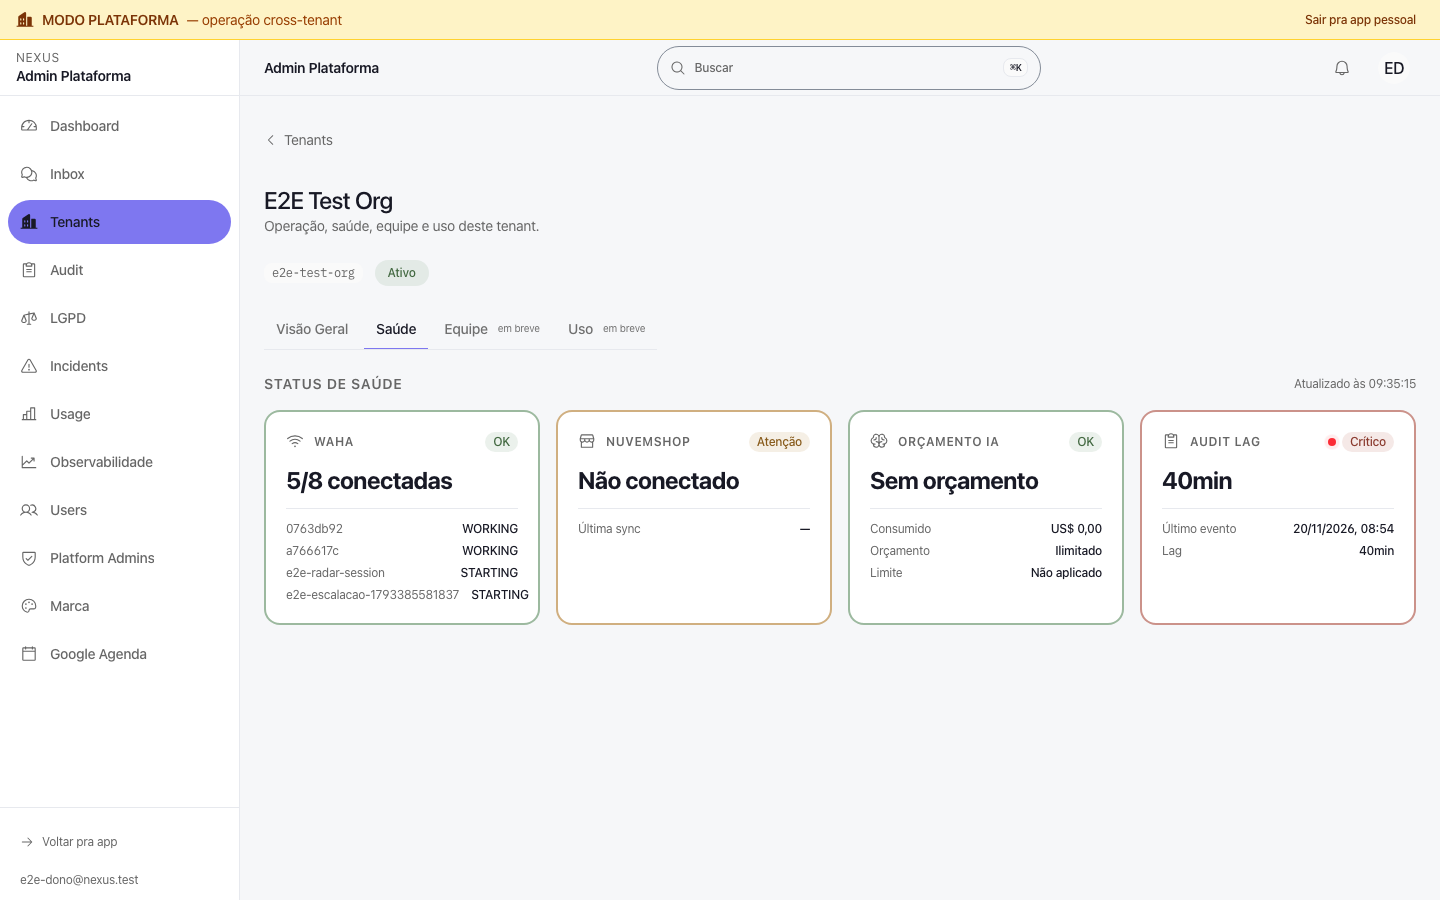 MODO PLATAFORMA — operação cross-tenant
Sair pra app pessoal
NEXUS
Admin Plataforma
Admin Plataforma
Buscar
⌘K
ED
Dashboard
Inbox
Tenants
Audit
LGPD
Incidents
Usage
Observabilidade
Users
Platform Admins
Marca
Google Agenda
Voltar pra app
e2e-dono@nexus.test
Tenants
E2E Test Org
Operação, saúde, equipe e uso deste tenant.
e2e-test-org
Ativo
Visão Geral
Saúde
Equipe em breve
Uso em breve
STATUS DE SAÚDE
Atualizado às 09:35:15
WAHA
OK
5/8 conectadas
0763db92 WORKING
a766617c WORKING
e2e-radar-session STARTING
e2e-escalacao-1793385581837 STARTING
NUVEMSHOP
Atenção
Não conectado
Última sync —
ORÇAMENTO IA
OK
Sem orçamento
Consumido US$ 0,00
Orçamento Ilimitado
Limite Não aplicado
AUDIT LAG
Crítico
40min
Último evento 20/11/2026, 08:54
Lag 40min